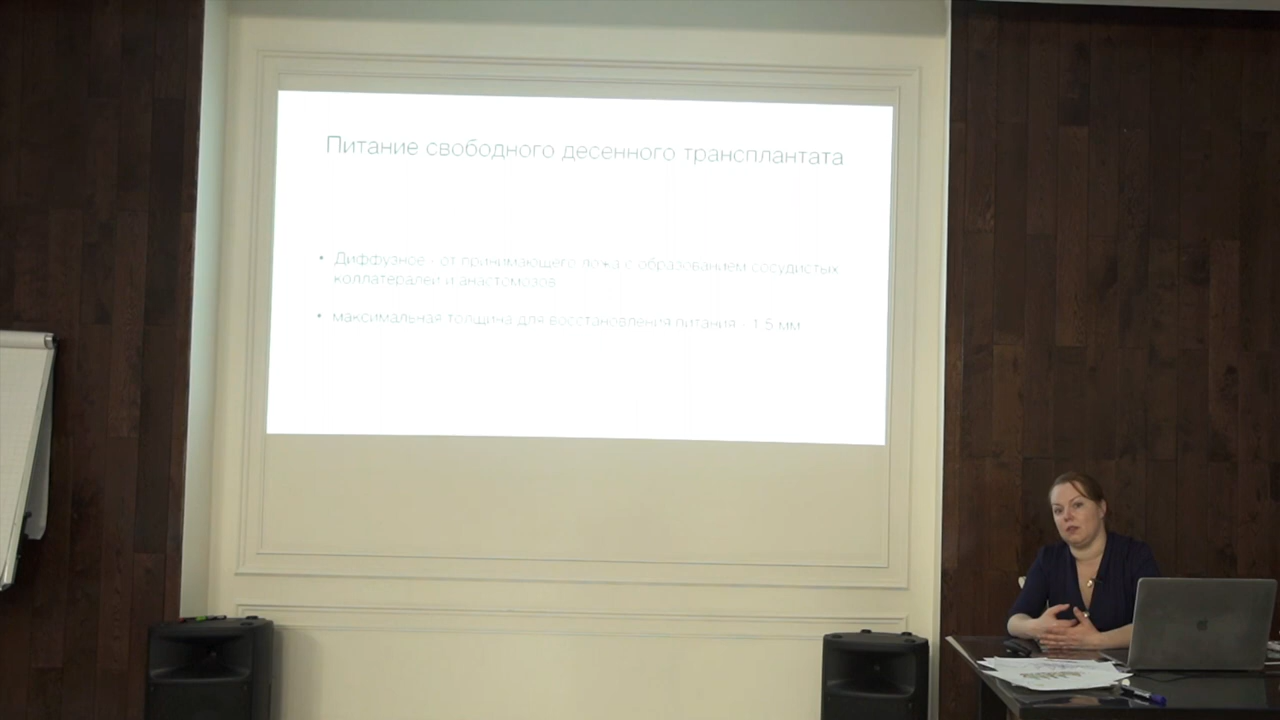 Питание свободного десенного трансплантата
• Диффузное - от принимающего ложа с образованием сосудистых
коллатералей и анастомозов
• максимальная толщина для восстановления питания - 1.5 мм